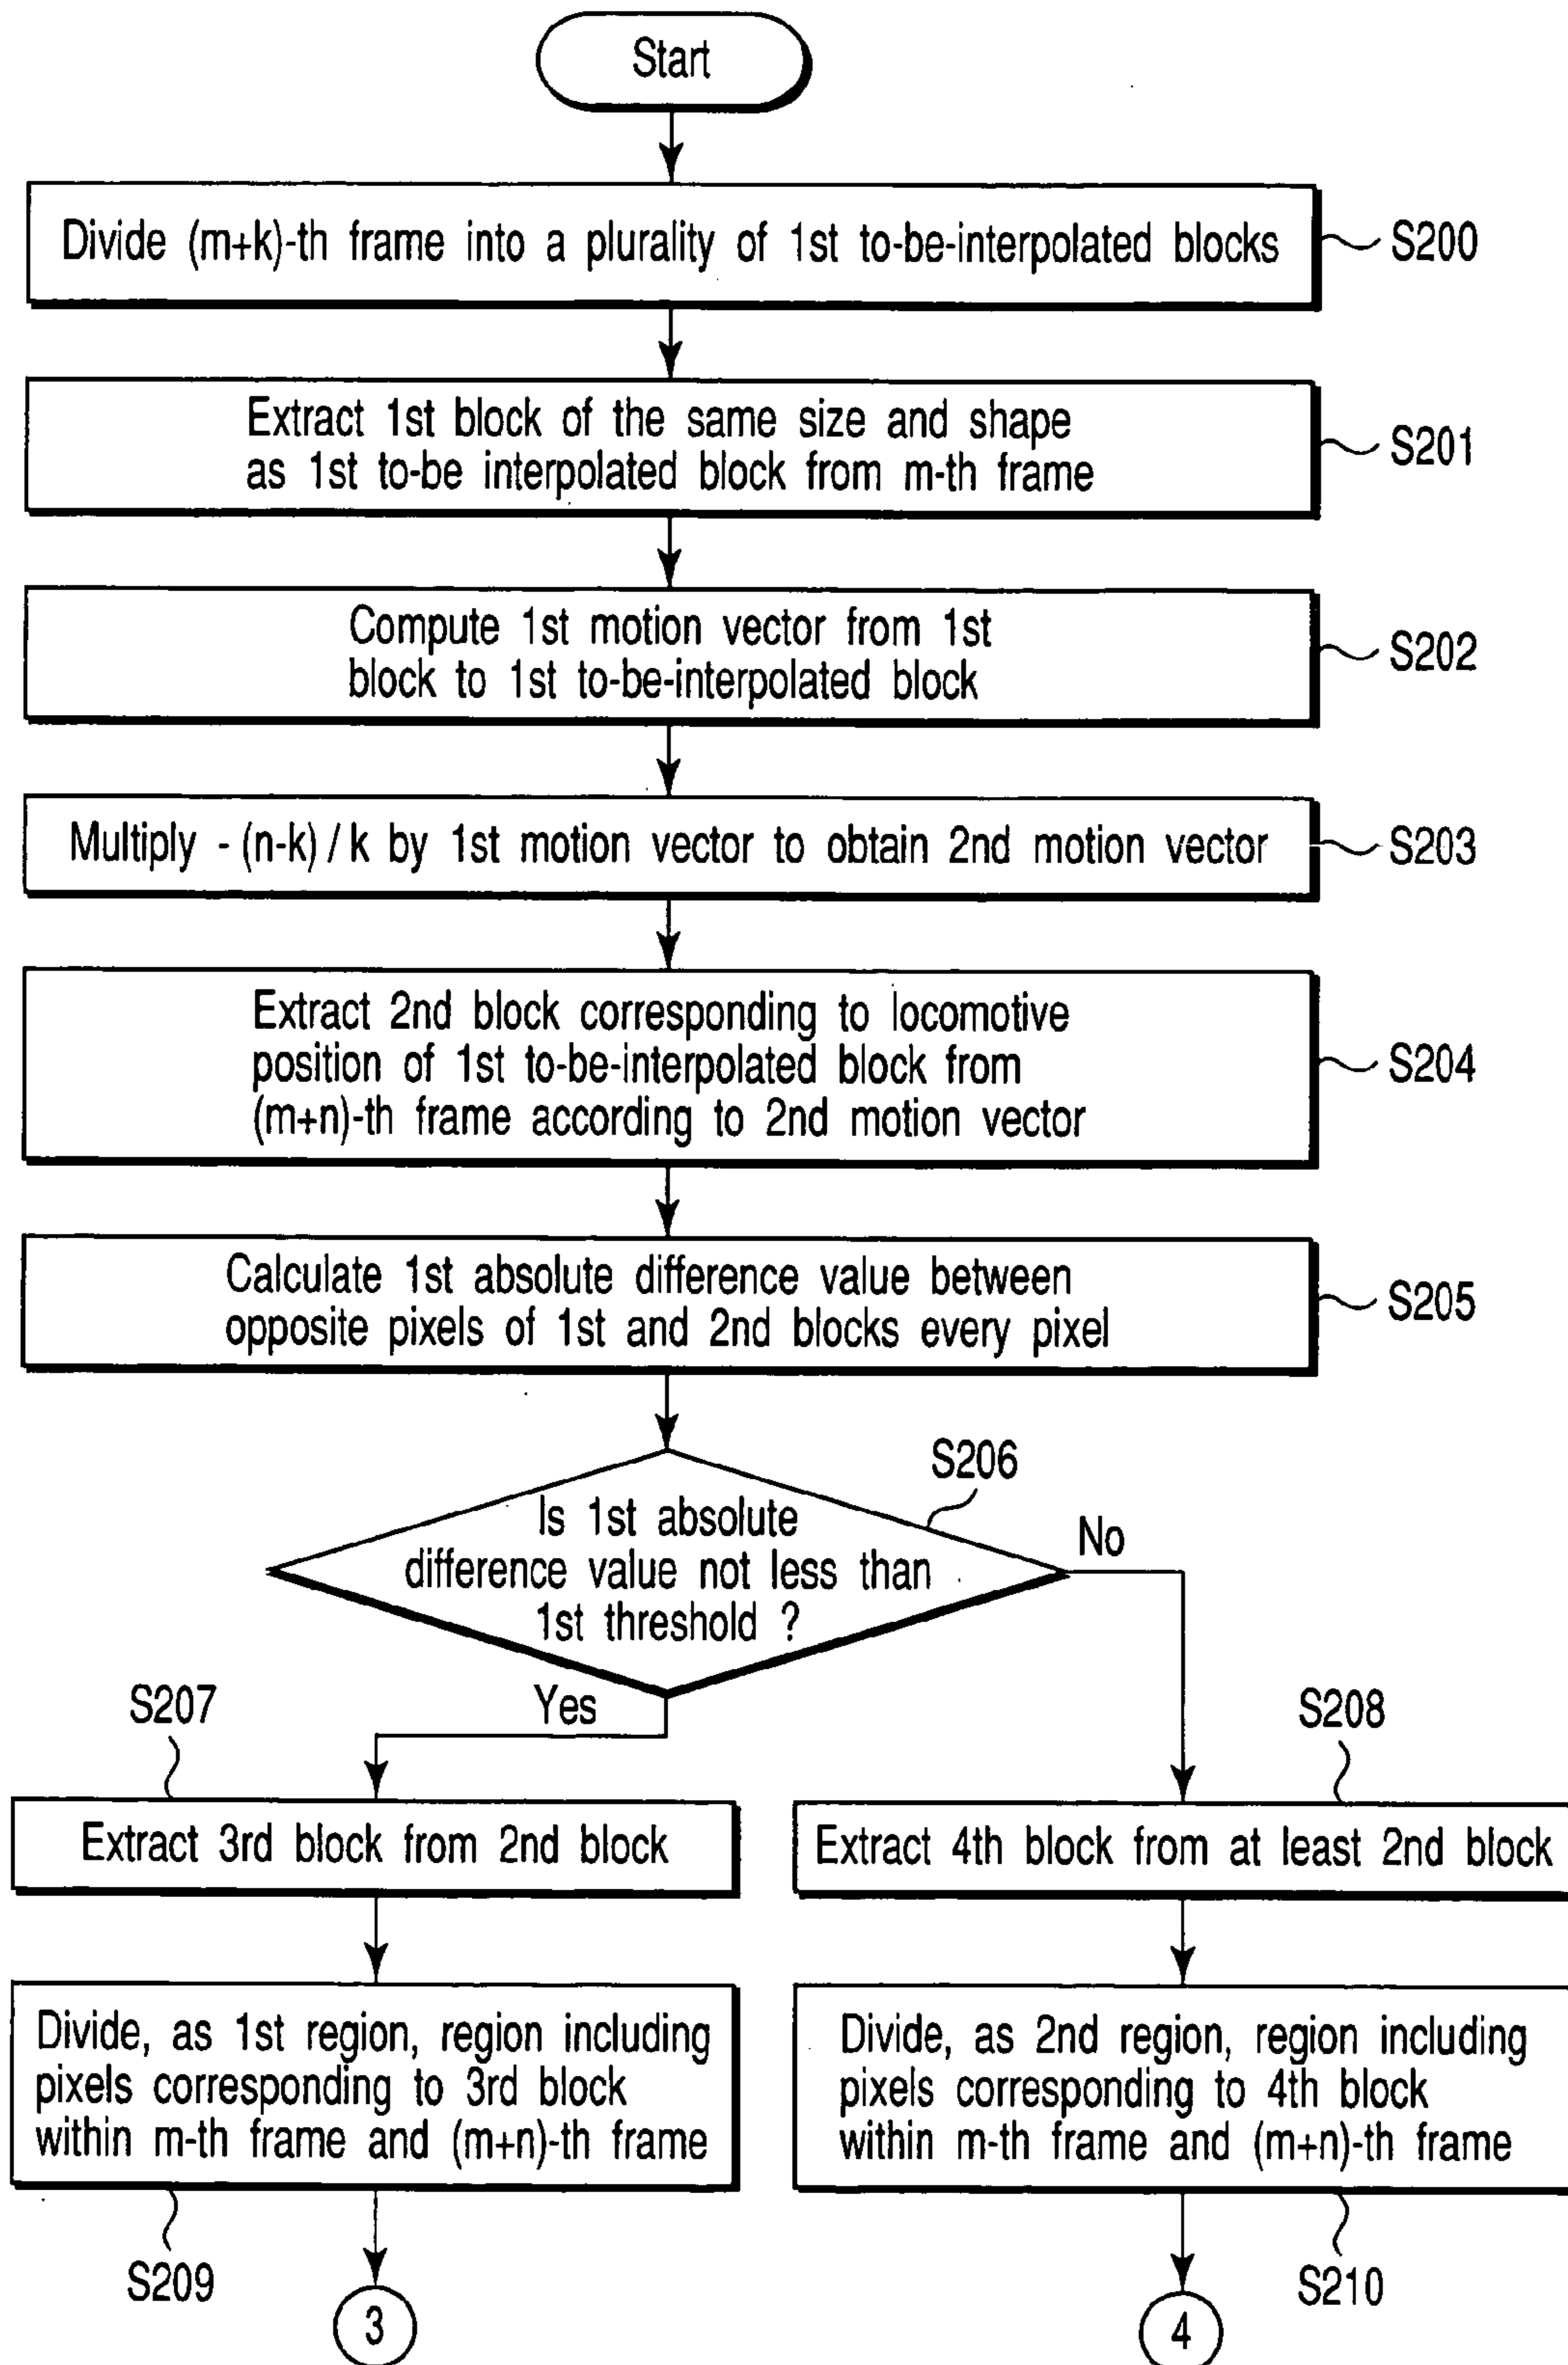 Start
Divide (m+k)-th frame into a plurality of 1st to-be-interpolated blocks
S200
Extract 1st block of the same size and shape
as 1st to-be interpolated block from m-th frame
S201
Compute 1st motion vector from 1st
block to 1st to-be-interpolated block
S202
Multiply -(n-k)/k by 1st motion vector to obtain 2nd motion vector
S203
Extract 2nd block corresponding to locomotive
position of 1st to-be-interpolated block from
(m+n)-th frame according to 2nd motion vector
S204
Calculate 1st absolute difference value between
opposite pixels of 1st and 2nd blocks every pixel
S205
S206
Is 1st absolute
difference value not less than
1st threshold ?
No
Yes
S207
S208
Extract 3rd block from 2nd block
Extract 4th block from at least 2nd block
Divide, as 1st region, region including
pixels corresponding to 3rd block
within m-th frame and (m+n)-th frame
Divide, as 2nd region, region including
pixels corresponding to 4th block
within m-th frame and (m+n)-th frame
S209
S210
3
4